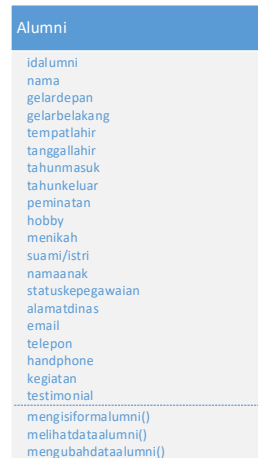 Alumni
idalumni
nama
gelardepan
gelarbelakang
tempatlahir
tanggallahir
tahunmasuk
tahunkeluar
peminatan
hobby
menikah
suami/istri
namaanak
statuskepegawaian
alamatdinas
email
telepon
handphone
kegiatan
testimonial
mengisiformalumni()
melihatdataalumni()
mengubahdataalumni()